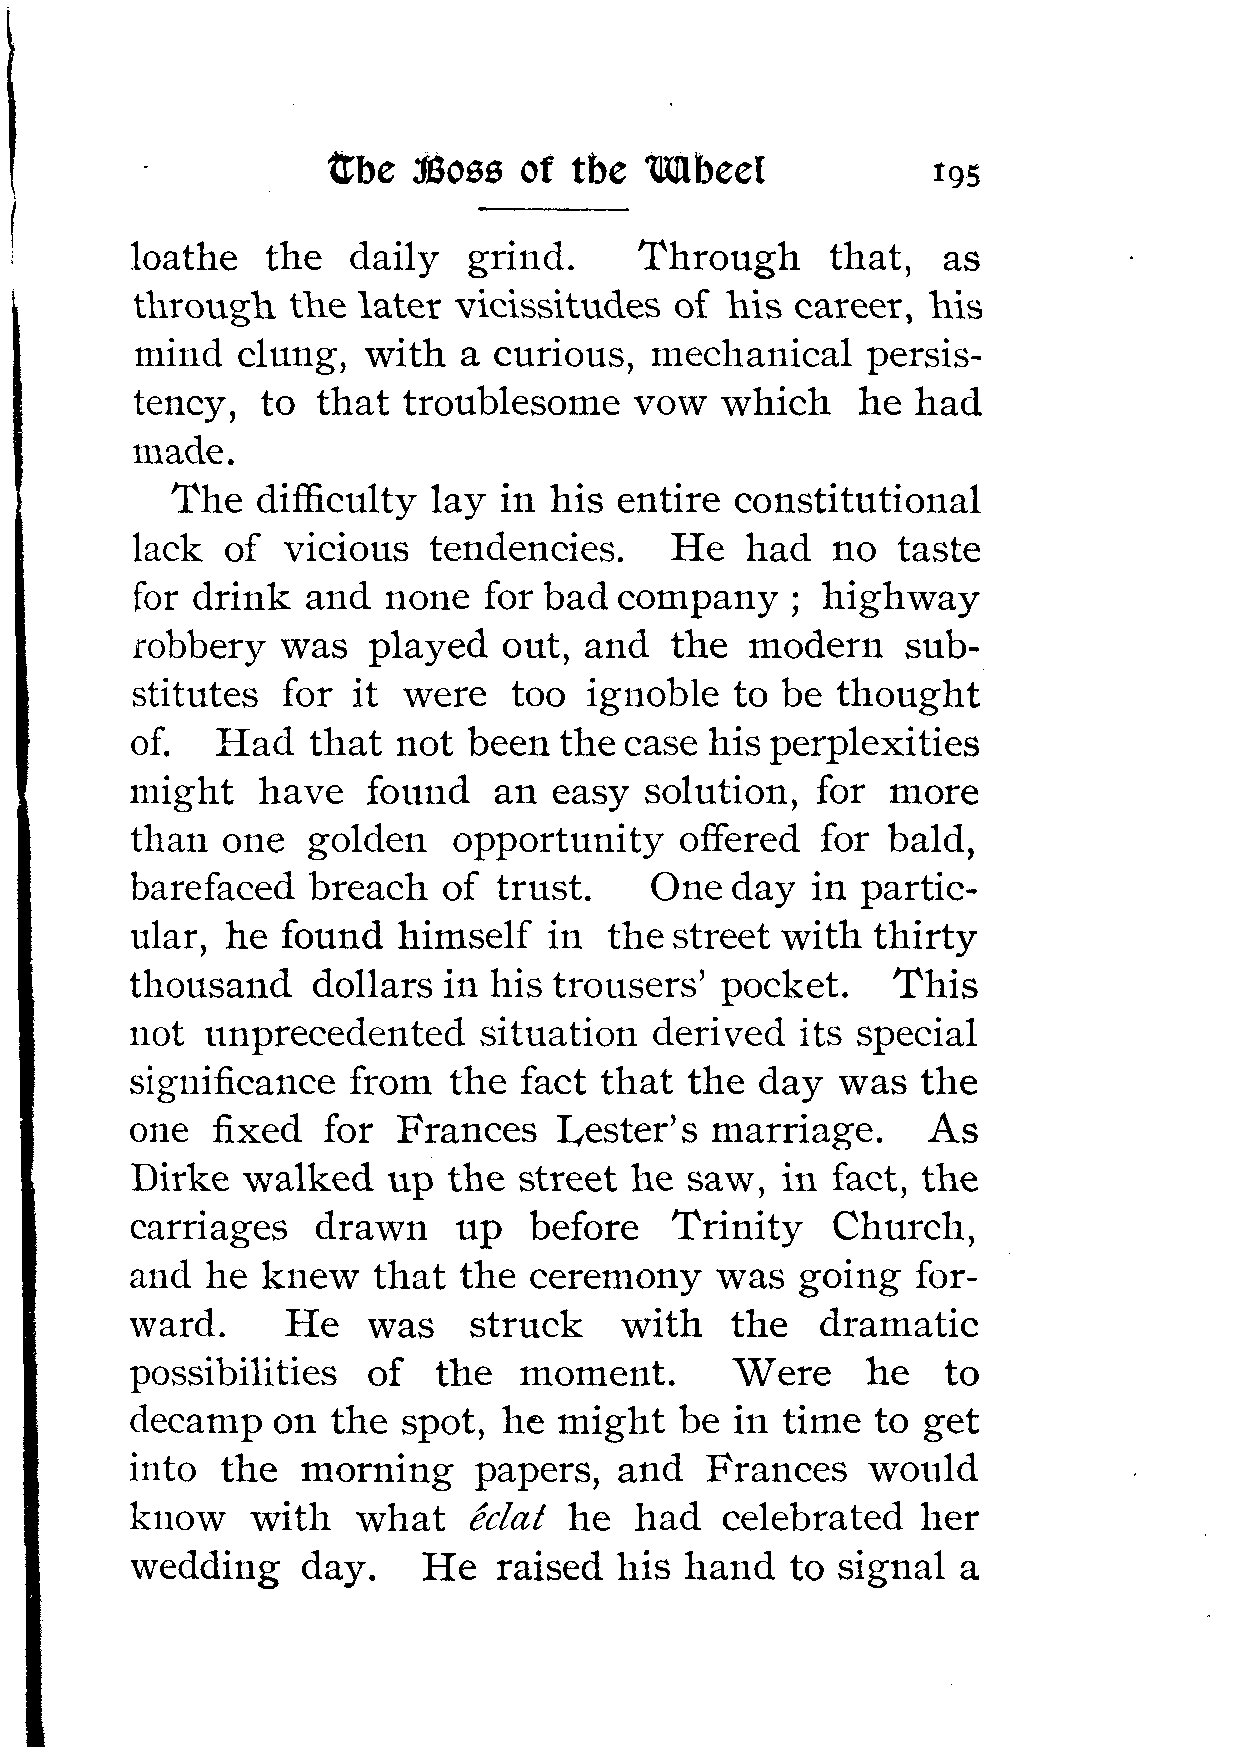 The Boss of the Wheel 195
loathe the daily grind. Through that, as
through the later vicissitudes of his career, his
mind clung, with a curious, mechanical persis-
tency, to that troublesome vow which he had
made.
The difficulty lay in his entire constitutional
lack of vicious tendencies. He had no taste
for drink and none for bad company ; highway
robbery was played out, and the modern sub-
stitutes for it were too ignoble to be thought
of. Had that not been the case his perplexities
might have found an easy solution, for more
than one golden opportunity offered for bald,
barefaced breach of trust. One day in partic-
ular, he found himself in the street with thirty
thousand dollars in his trousers' pocket. This
not unprecedented situation derived its special
significance from the fact that the day was the
one fixed for Frances Lester's marriage. As
Dirke walked up the street he saw, in fact, the
carriages drawn up before Trinity Church,
and he knew that the ceremony was going for-
ward. He was struck with the dramatic
possibilities of the moment. Were he to
decamp on the spot, he might be in time to get
into the morning papers, and Frances would
know with what éclat he had celebrated her
wedding day. He raised his hand to signal a